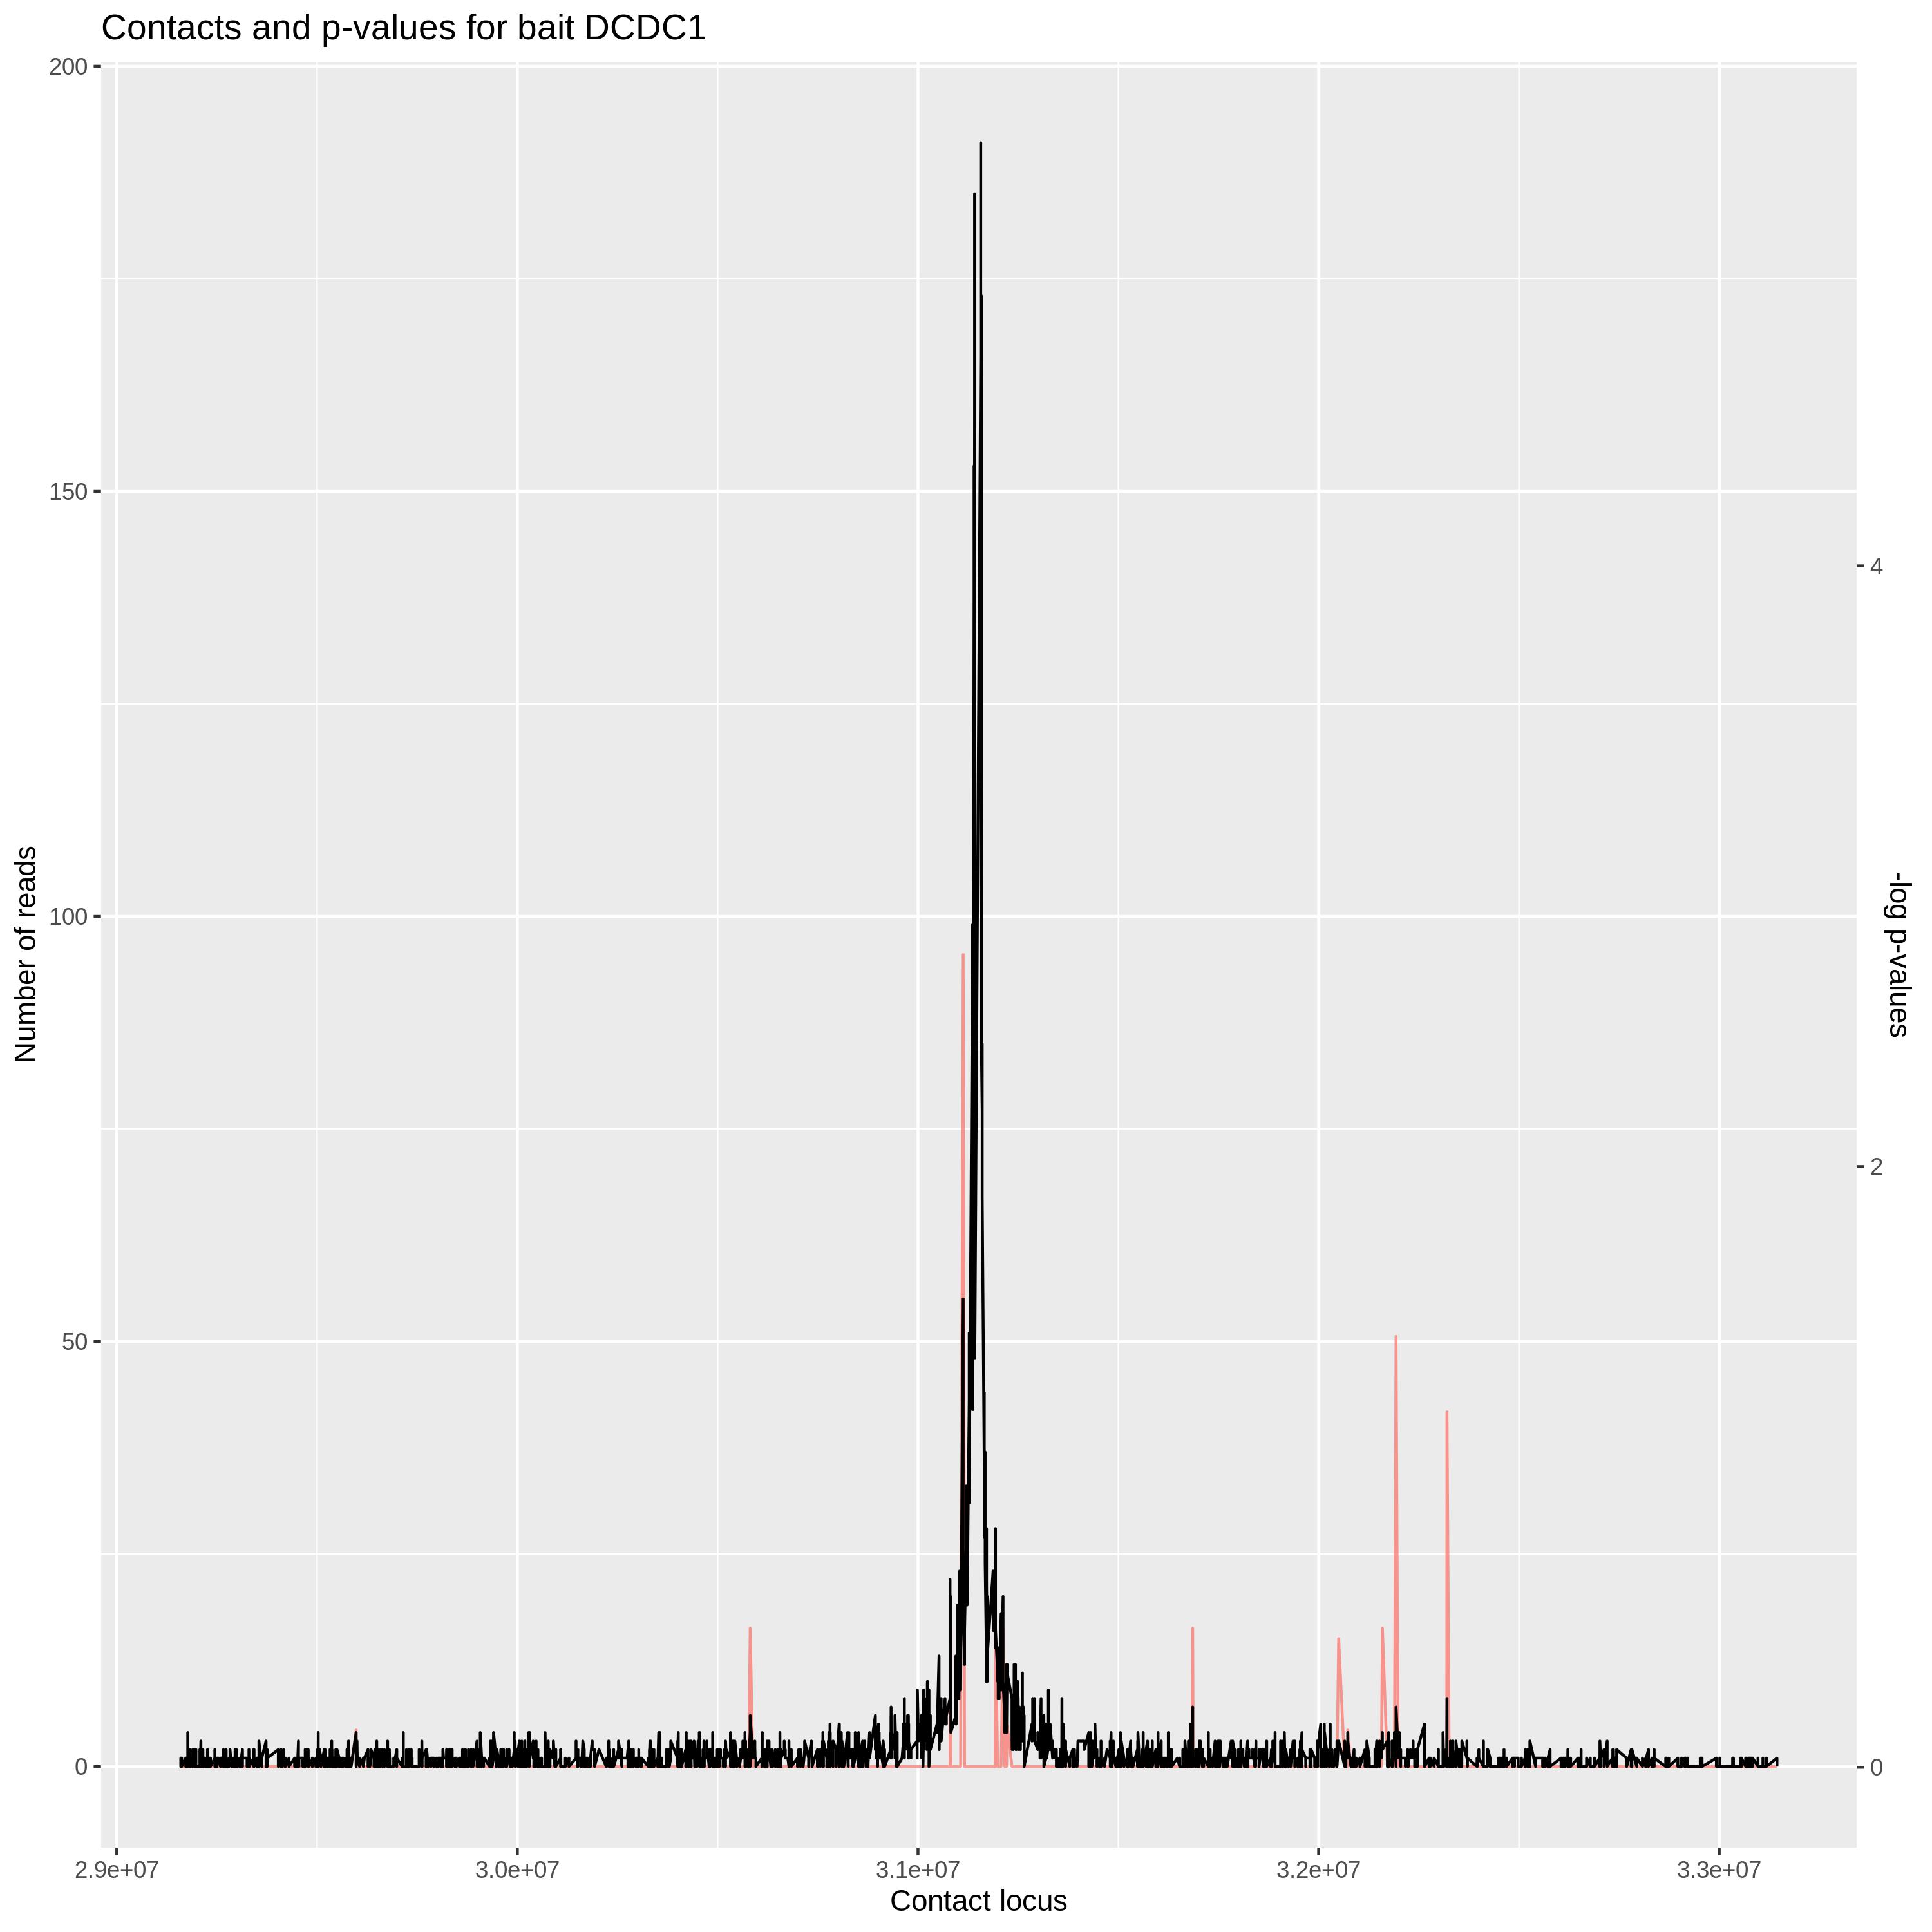 Contacts and p-values for bait DCDC1
200
150
100
50
0
Number of reads
4
2
0
-log p-values
2.9e+07
3.0e+07
3.1e+07
3.2e+07
3.3e+07
Contact locus